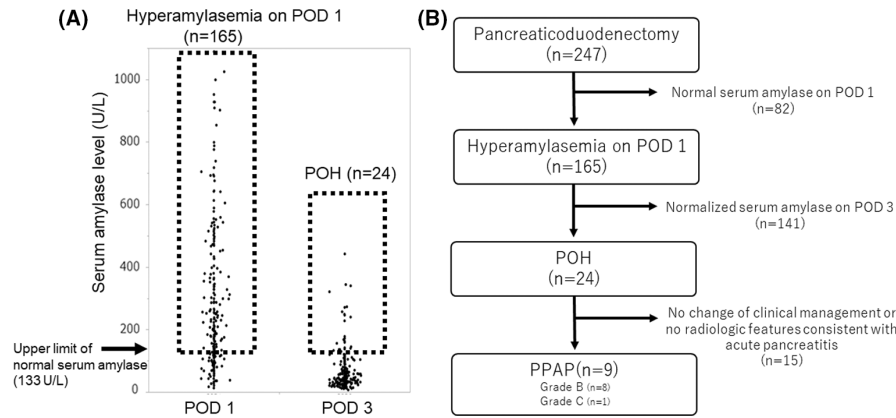 (A)
Hyperamylasemia on POD 1
(n=165)
Serum amylase level (U/L)
1000
800
600
400
200
0
POH (n=24)
Upper limit of
normal serum amylase
(133 U/L)
POD 1
POD 3
(B)
Pancreaticoduodenectomy
(n=247)
Normal serum amylase on POD 1
(n=82)
Hyperamylasemia on POD 1
(n=165)
Normalized serum amylase on POD 3
(n=141)
POH
(n=24)
No change of clinical management or
no radiologic features consistent with
acute pancreatitis
(n=15)
PPAP(n=9)
Grade B (n=8)
Grade C (n=1)